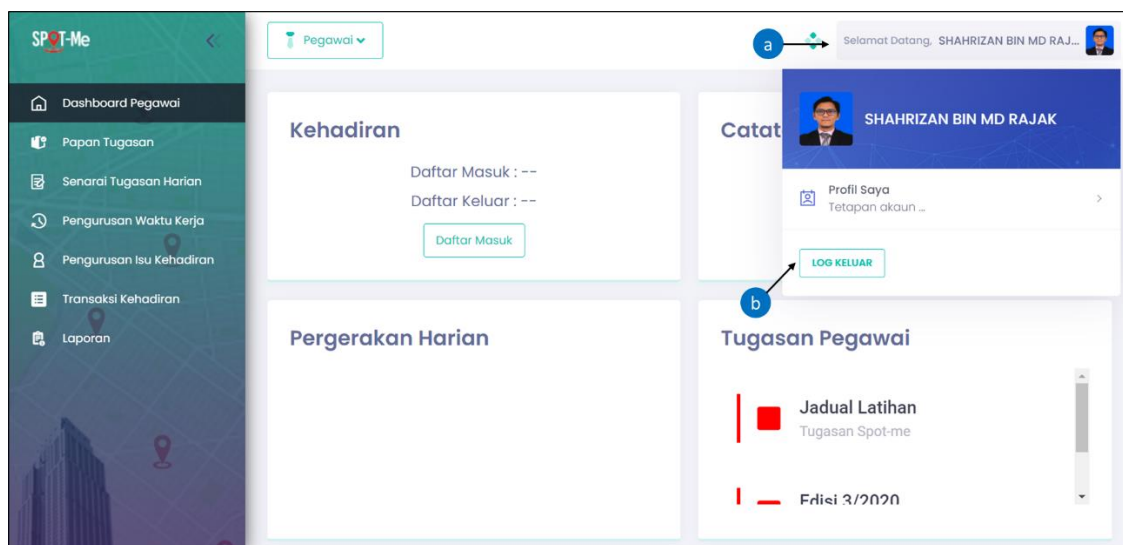 SPOT-Me
Pegawai
a
Selamat Datang, SHAHRIZAN BIN MD RAJ...
Dashboard Pegawai
Papan Tugasan
Senarai Tugasan Harian
Pengurusan Waktu Kerja
Pengurusan Isu Kehadiran
Transaksi Kehadiran
Laporan
Kehadiran
Daftar Masuk : --
Daftar Keluar : --
Daftar Masuk
Catat
SHAHRIZAN BIN MD RAJAK
Profil Saya
Tetapan akaun ...
LOG KELUAR
b
Pergerakan Harian
Tugasan Pegawai
Jadual Latihan
Tugasan Spot-me
Edisi 3/2020